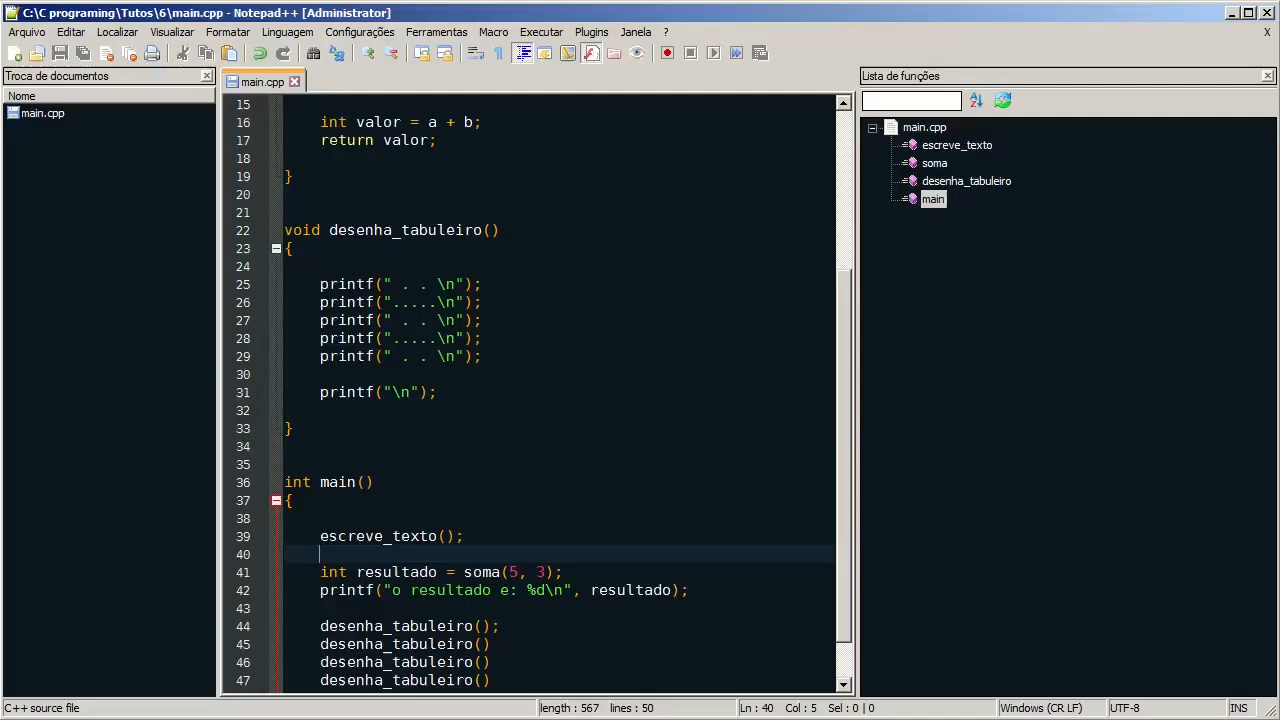 C:\C programing\Tutos\6\main.cpp - Notepad++ [Administrator]
Arquivo Editar Localizar Visualizar Formatar Linguagem Configurações Ferramentas Macro Executar Plugins Janela ? X
Troca de documentos
Nome
main.cpp
main.cpp
15
16 int valor = a + b;
17 return valor;
18
19 }
20
21
22 void desenha_tabuleiro()
23 {
24
25 printf(" . . \n");
26 printf(".....\n");
27 printf(" . . \n");
28 printf(".....\n");
29 printf(" . . \n");
30
31 printf("\n");
32
33 }
34
35
36 int main()
37 {
38
39 escreve_texto();
40
41 int resultado = soma(5, 3);
42 printf("o resultado e: %d\n", resultado);
43
44 desenha_tabuleiro();
45 desenha_tabuleiro()
46 desenha_tabuleiro()
47 desenha_tabuleiro()
Lista de funções
main.cpp
escreve_texto
soma
desenha_tabuleiro
main
C++ source file length : 567 lines : 50 Ln : 40 Col : 5 Sel : 0 | 0 Windows (CR LF) UTF-8 INS